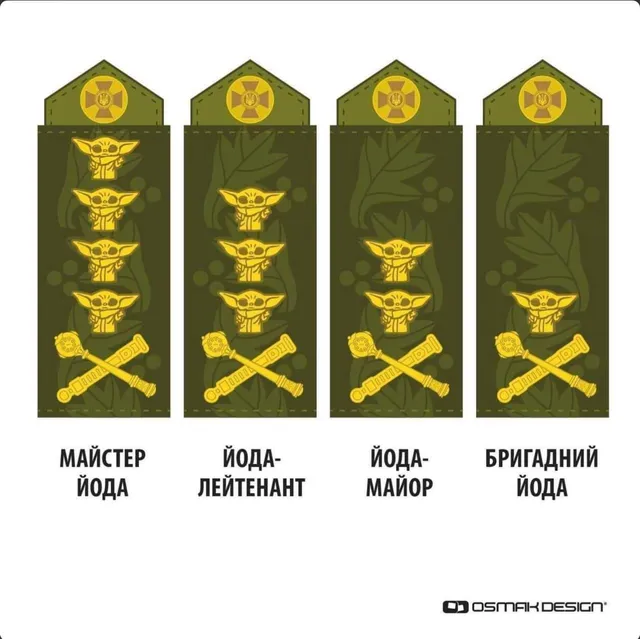 МАЙСТЕР
ЙОДА
ЙОДА-
ЛЕЙТЕНАНТ
ЙОДА-
МАЙОР
БРИГАДНИЙ
ЙОДА
OSMAK DESIGN®